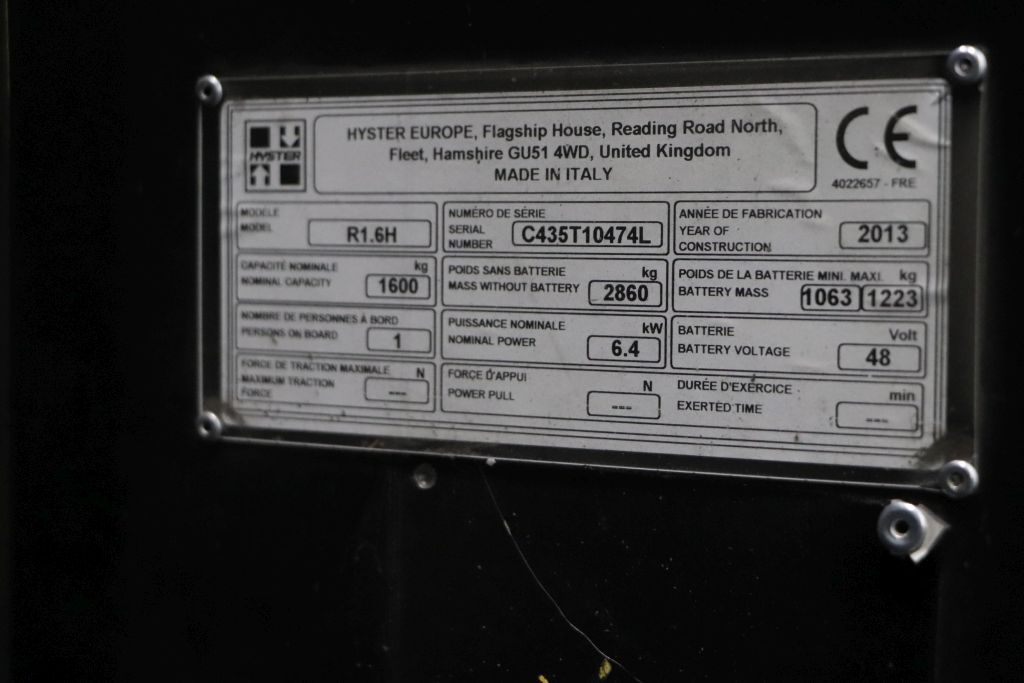 HYSTER
HYSTER EUROPE, Flagship House, Reading Road North,
Fleet, Hamshire GU51 4WD, United Kingdom
MADE IN ITALY
CE
4022657 - FRE
MODÈLE
MODEL
R1.6H
NUMÉRO DE SÉRIE
SERIAL
NUMBER
C435T10474L
ANNÉE DE FABRICATION
YEAR OF
CONSTRUCTION
2013
CAPACITÉ NOMINALE kg
NOMINAL CAPACITY
1600
POIDS SANS BATTERIE kg
MASS WITHOUT BATTERY
2860
POIDS DE LA BATTERIE MINI. MAXI. kg
BATTERY MASS
1063 1223
NOMBRE DE PERSONNES À BORD
PERSONS ON BOARD
1
PUISSANCE NOMINALE kW
NOMINAL POWER
6.4
BATTERIE Volt
BATTERY VOLTAGE
48
FORCE DE TRACTION MAXIMALE N
MAXIMUM TRACTION
FORCE
---
FORCE D'APPUI N
POWER PULL
---
DURÉE D'EXERCICE min
EXERTED TIME
---